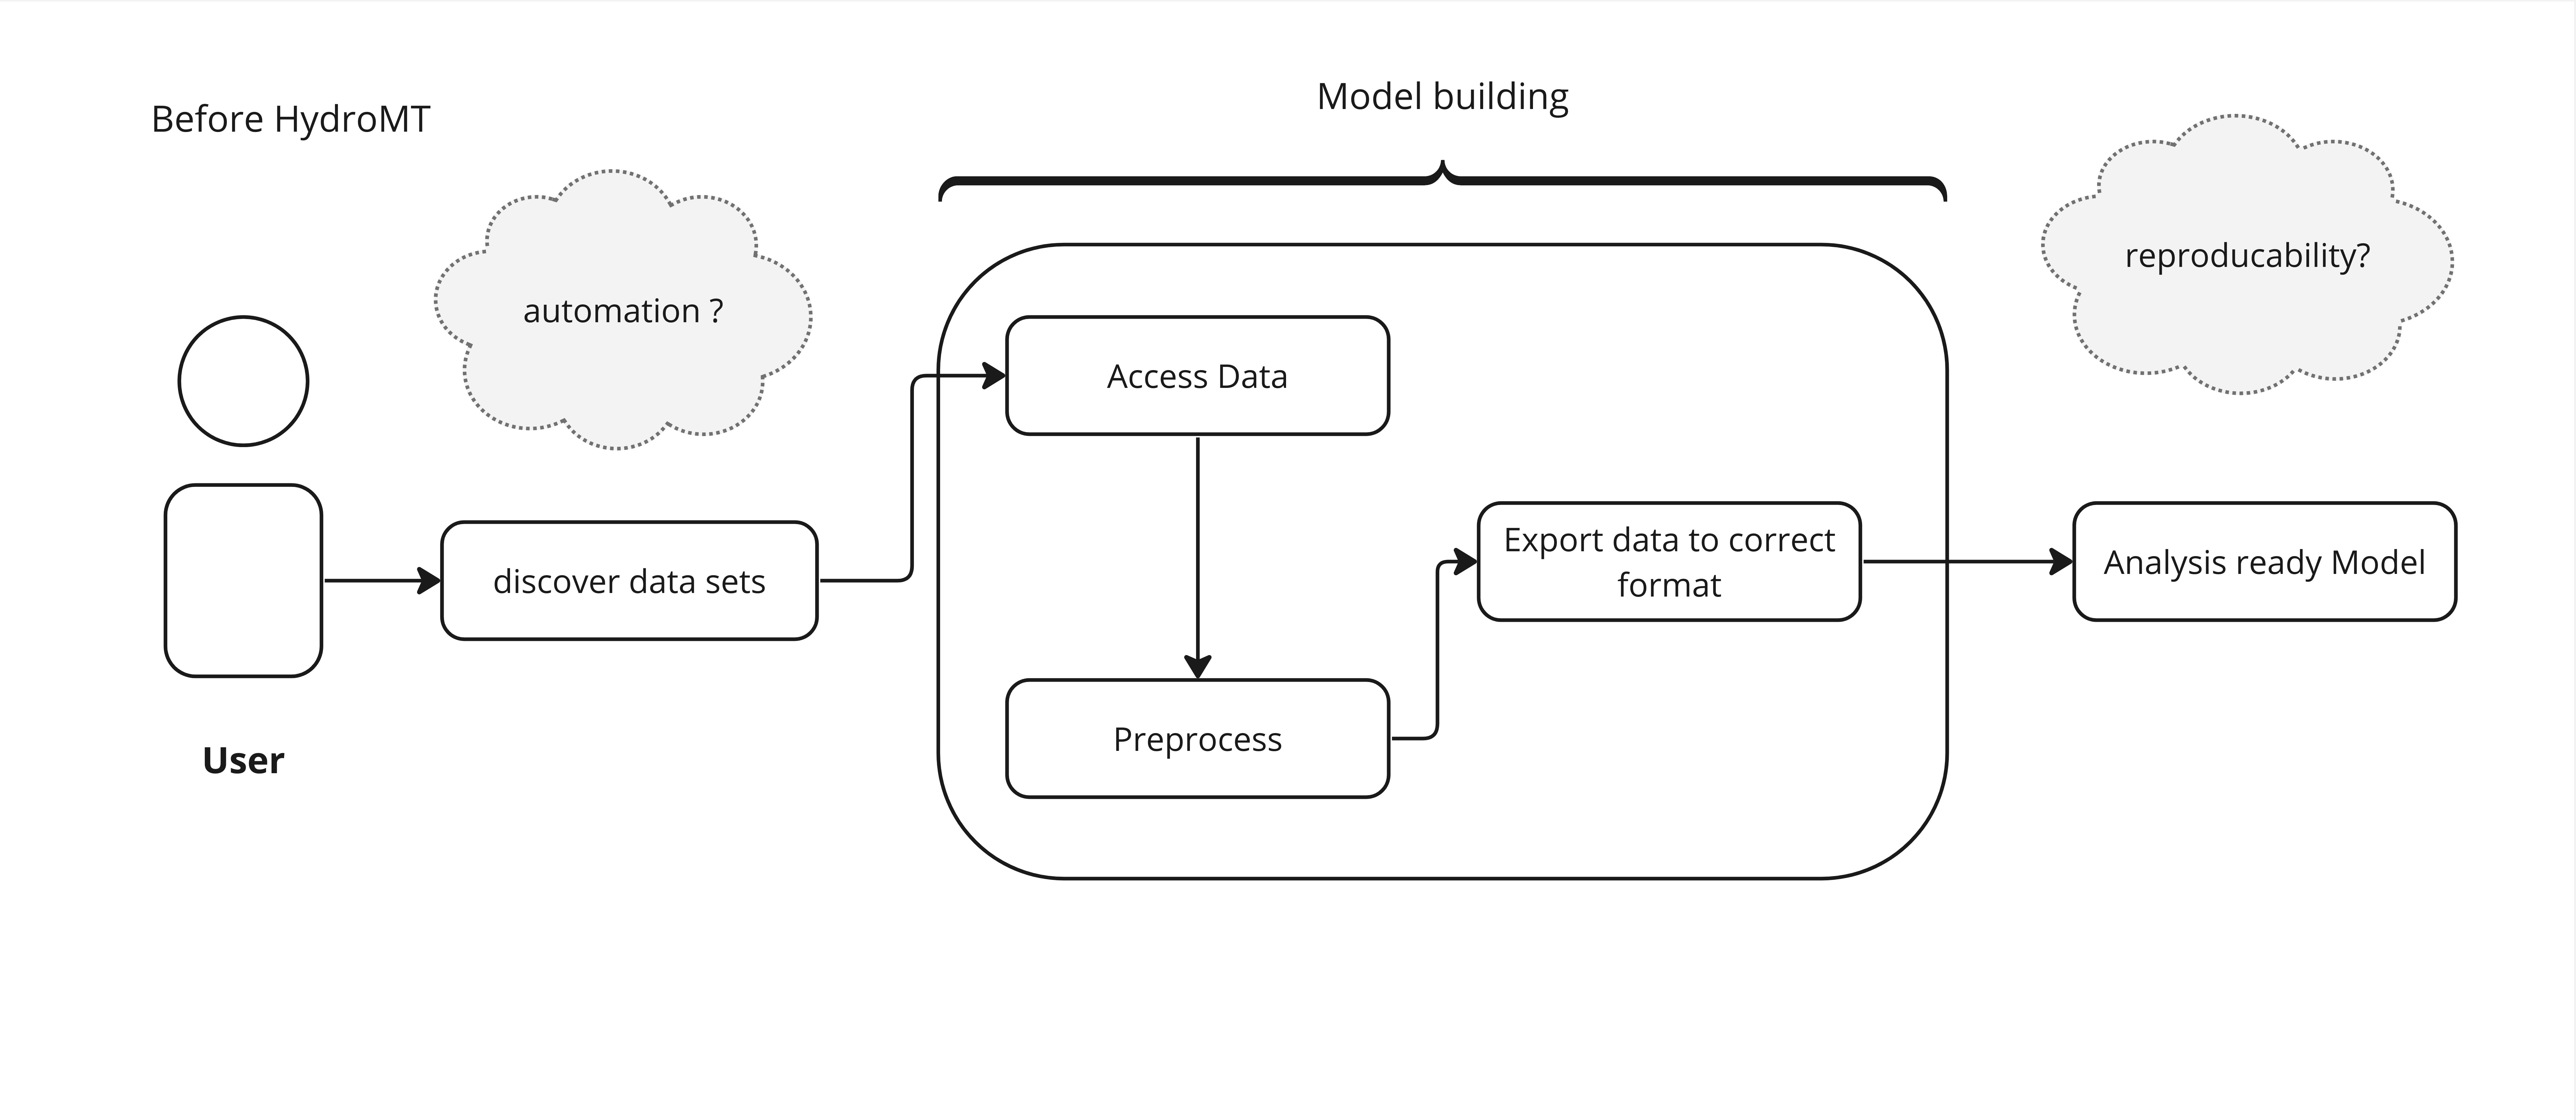 Before HydroMT
Model building
automation ?
reproducability?
Access Data
discover data sets
Export data to correct
format
Analysis ready Model
Preprocess
User